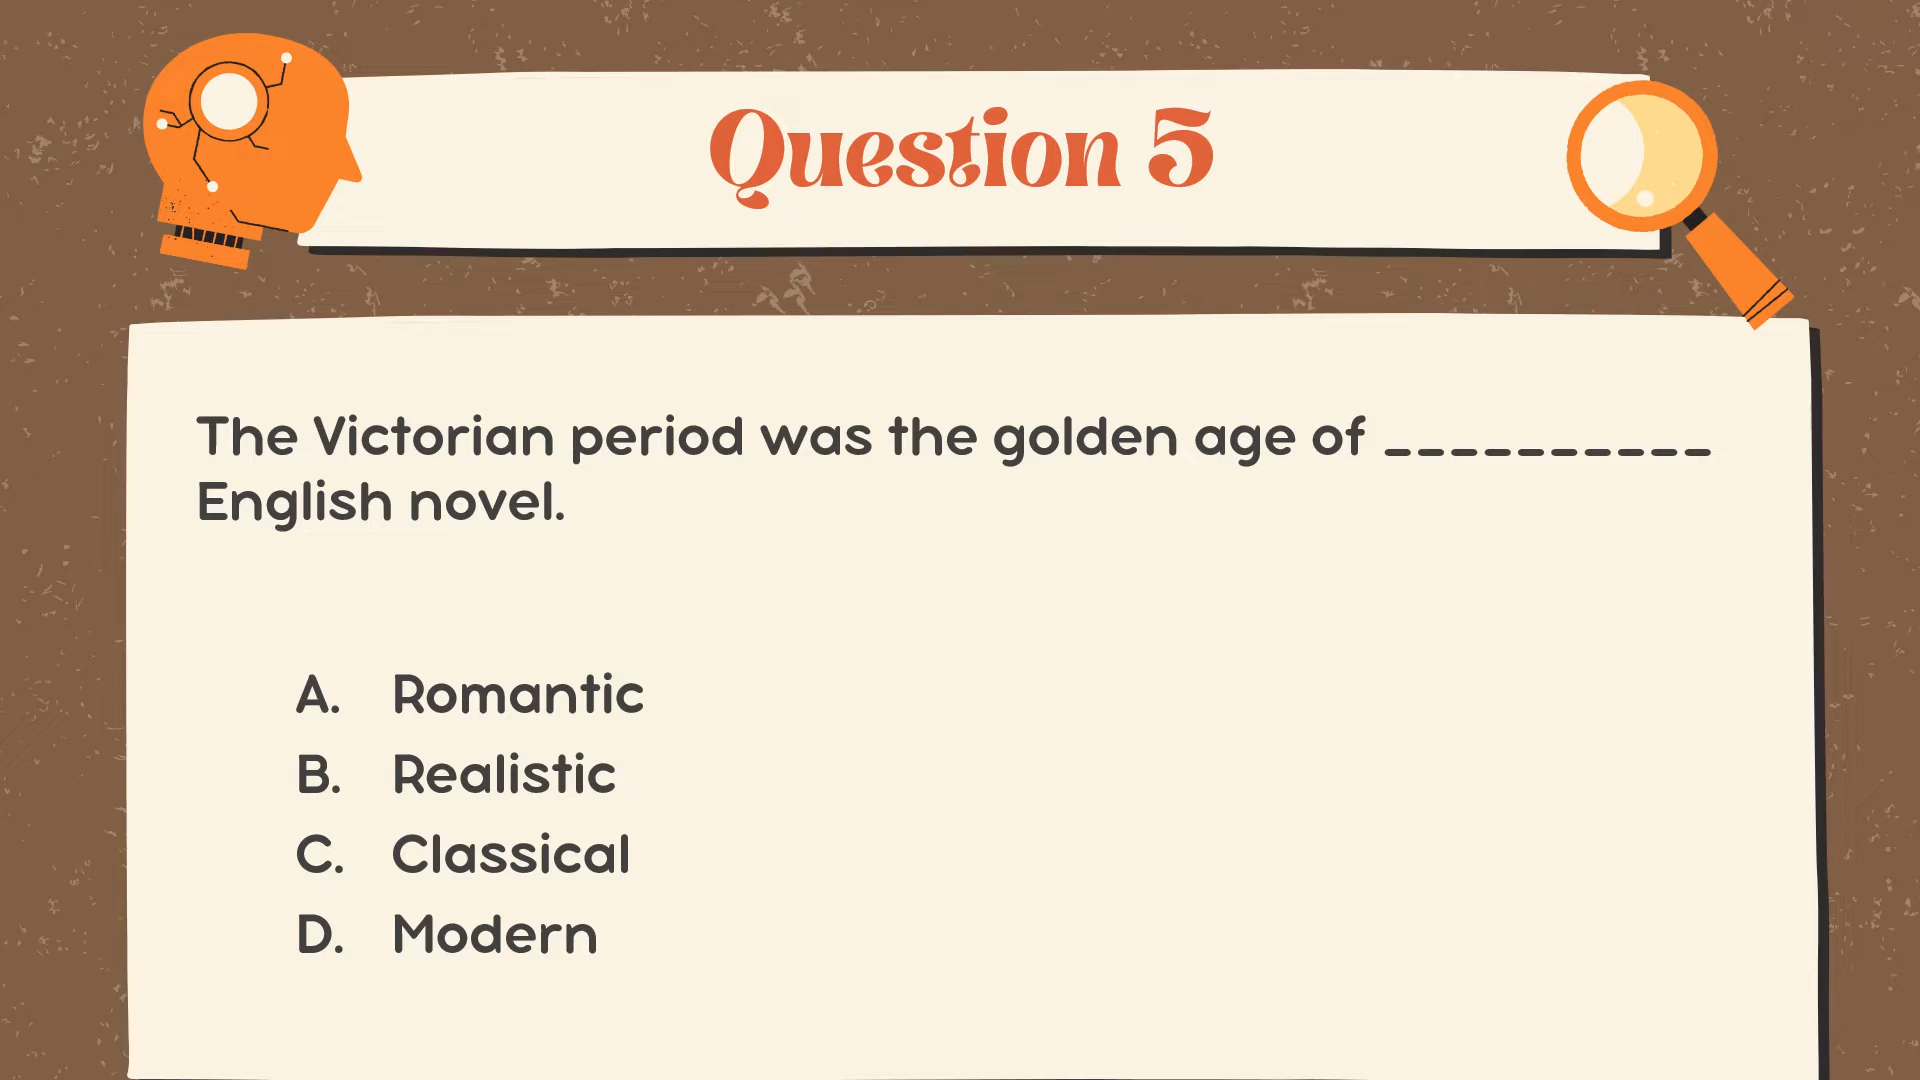 Question 5
The Victorian period was the golden age of __________
English novel.
A. Romantic
B. Realistic
C. Classical
D. Modern